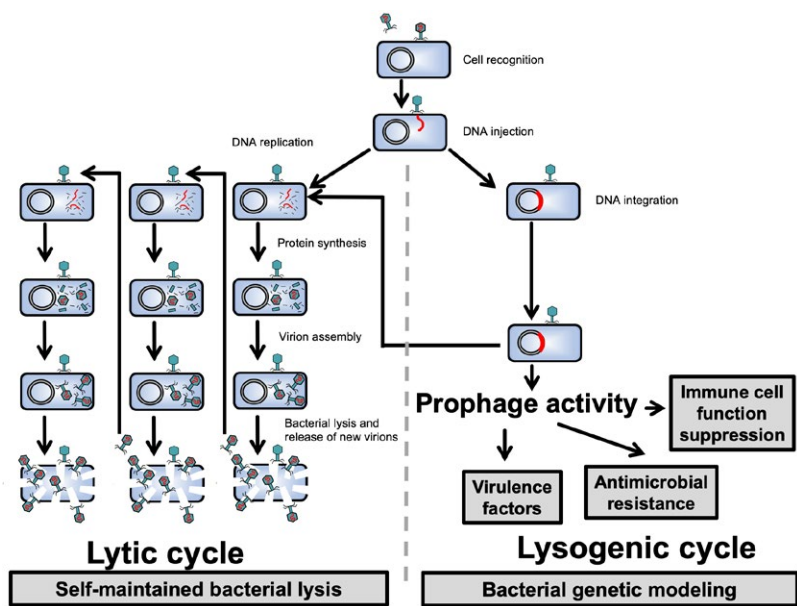 Cell recognition
DNA injection
DNA replication
DNA integration
Protein synthesis
Virion assembly
Bacterial lysis and
release of new virions
Prophage activity
Immune cell
function
suppression
Virulence
factors
Antimicrobial
resistance
Lytic cycle
Lysogenic cycle
Self-maintained bacterial lysis
Bacterial genetic modeling